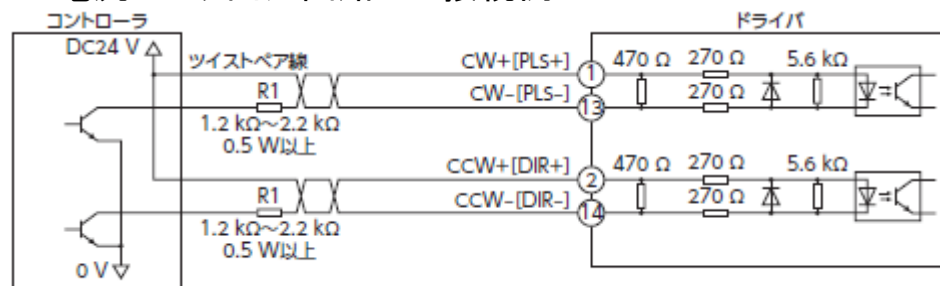 コントローラ
ドライバ
DC24 V
ツイストペア線
CW+[PLS+]
1
470 Ω
270 Ω
5.6 kΩ
R1
CW-[PLS-]
13
270 Ω
1.2 kΩ～2.2 kΩ
0.5 W以上
CCW+[DIR+]
2
470 Ω
270 Ω
5.6 kΩ
R1
CCW-[DIR-]
14
270 Ω
1.2 kΩ～2.2 kΩ
0.5 W以上
0 V